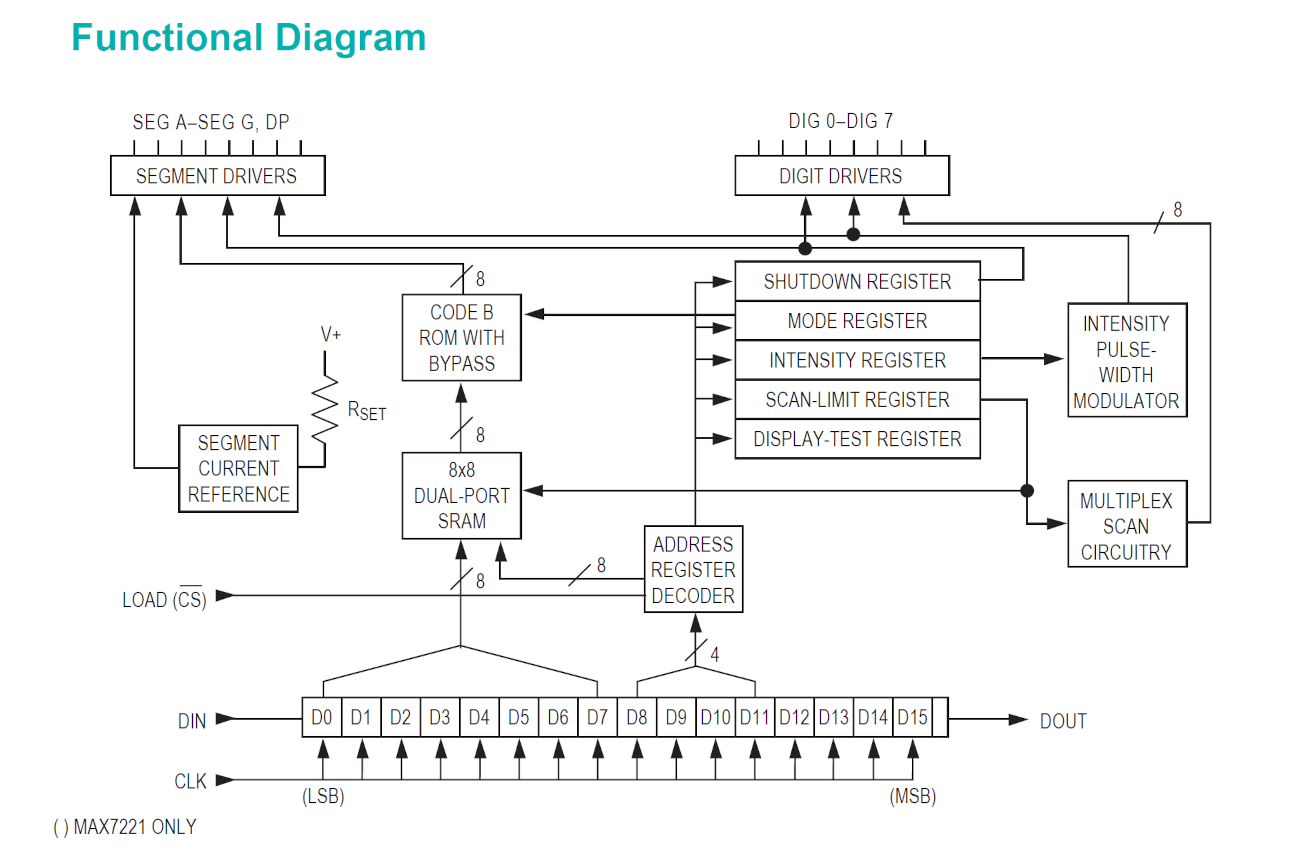 Functional Diagram
SEG A–SEG G, DP
DIG 0–DIG 7
SEGMENT DRIVERS
DIGIT DRIVERS
8
8
CODE B
ROM WITH
BYPASS
SHUTDOWN REGISTER
MODE REGISTER
INTENSITY REGISTER
SCAN-LIMIT REGISTER
DISPLAY-TEST REGISTER
INTENSITY
PULSE-
WIDTH
MODULATOR
V+
RSET
SEGMENT
CURRENT
REFERENCE
8
8x8
DUAL-PORT
SRAM
MULTIPLEX
SCAN
CIRCUITRY
ADDRESS
REGISTER
DECODER
8
8
LOAD (C̅S̅)
4
DIN
D0 D1 D2 D3 D4 D5 D6 D7 D8 D9 D10 D11 D12 D13 D14 D15
DOUT
CLK
(LSB)
(MSB)
( ) MAX7221 ONLY